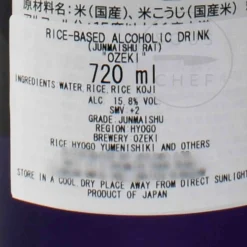 原材料名:米(国産)、米こうじ(国産米)
RICE-BASED ALCOHOLIC DRINK
(JUNMAISHU RAT)
"OZEKI"
720 ml
INGREDIENTS WATER,RICE,RICE KOJI
ALC 15.8% VOL
SMV +2
GRADE.JUNMAISHU
REGION HYOGO
BREWERY OZEKI
RICE HYOGO YUMENISHIKI AND OTHERS
STORE IN A COOL DRY PLACE AWAY FROM DIRECT SUNLIGHT
PRODUCT OF JAPAN